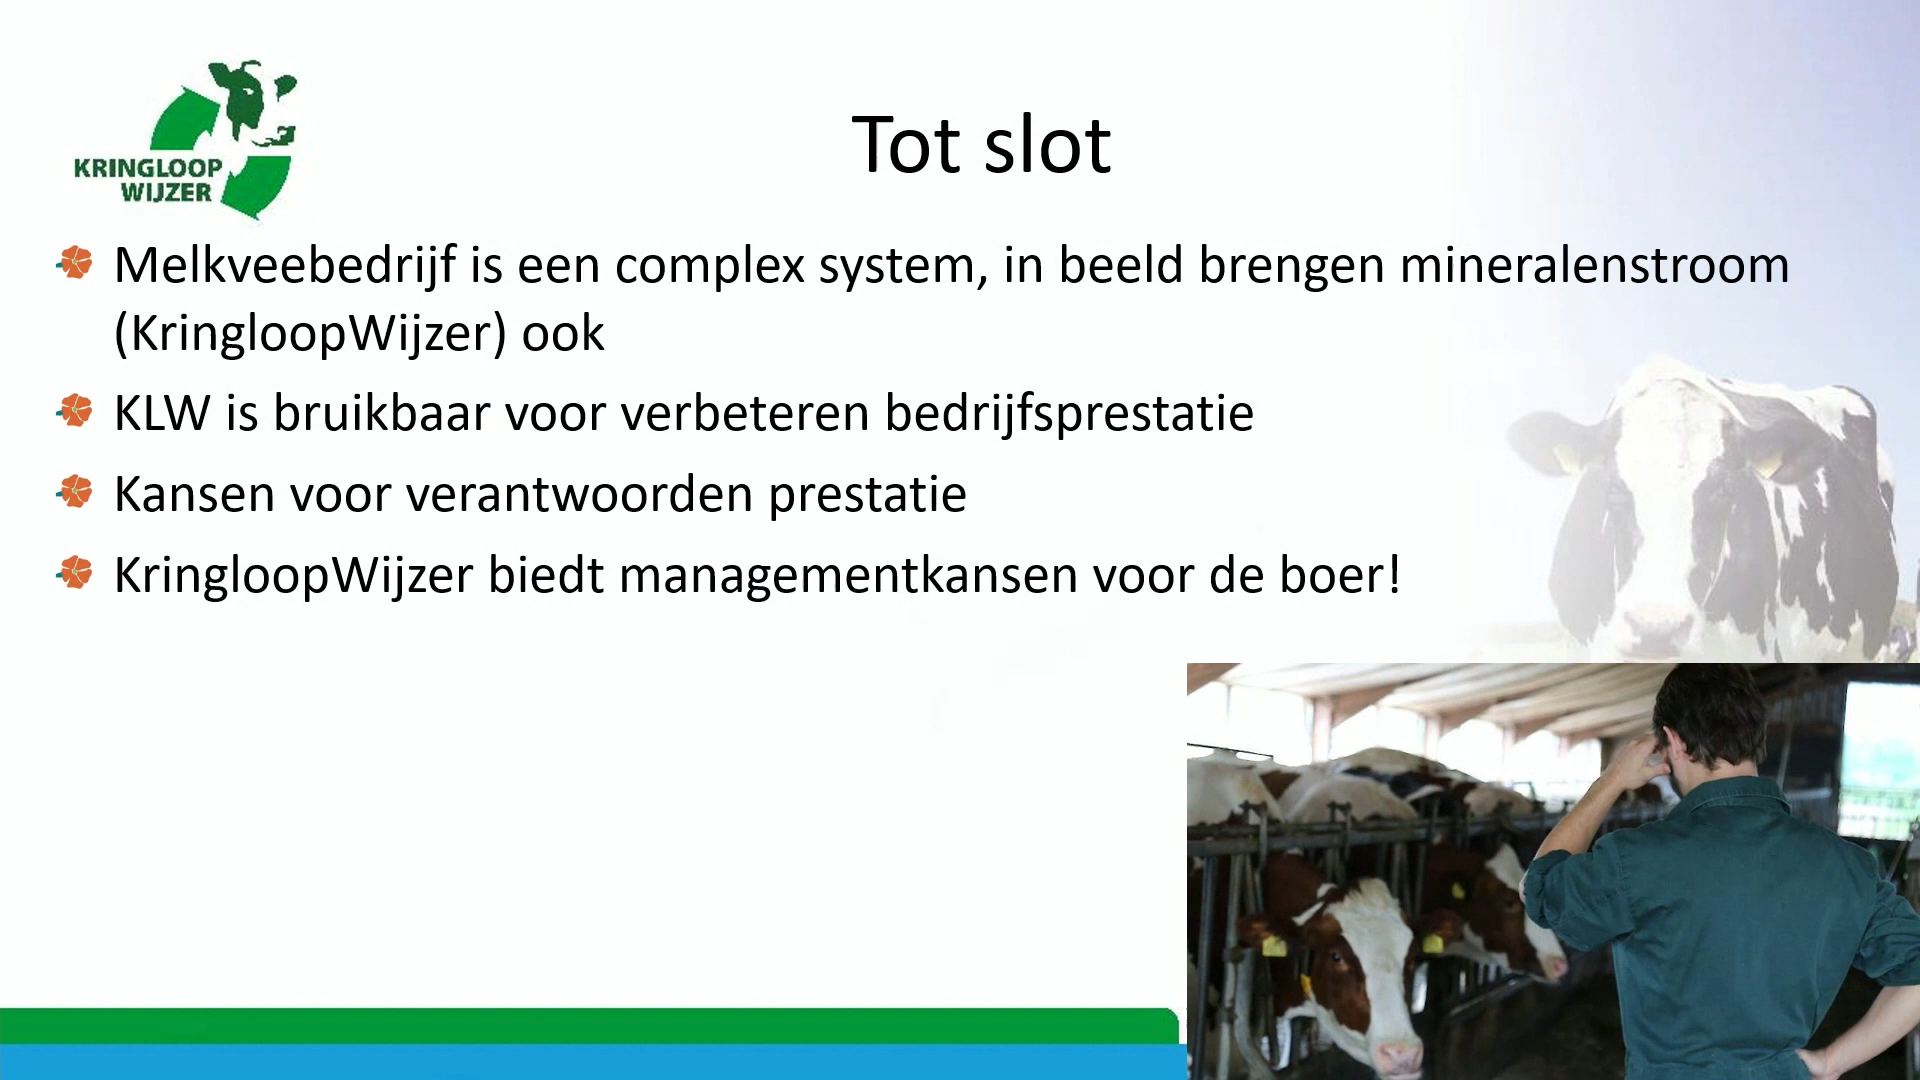 KRINGLOOP
WIJZER
Tot slot
Melkveebedrijf is een complex system, in beeld brengen mineralenstroom
(KringloopWijzer) ook
KLW is bruikbaar voor verbeteren bedrijfsprestatie
Kansen voor verantwoorden prestatie
KringloopWijzer biedt managementkansen voor de boer!